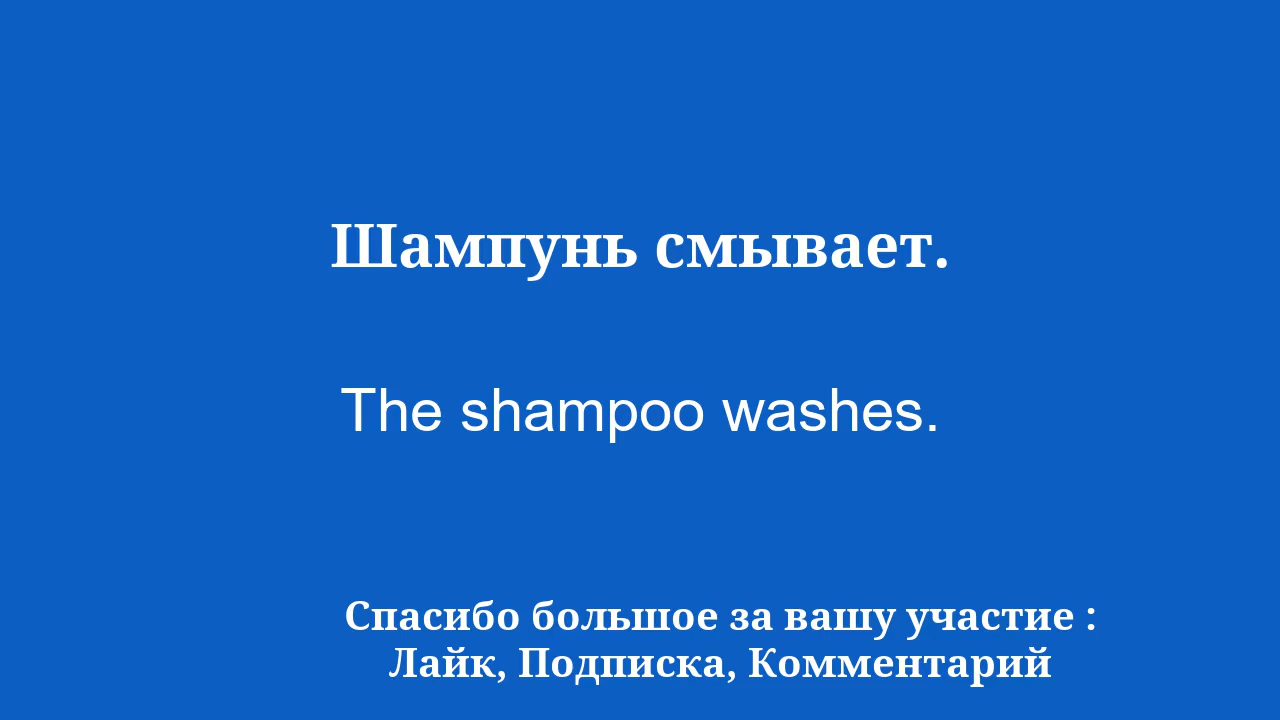 Шампунь смывает.
The shampoo washes.
Спасибо большое за вашу участие :
Лайк, Подписка, Комментарий